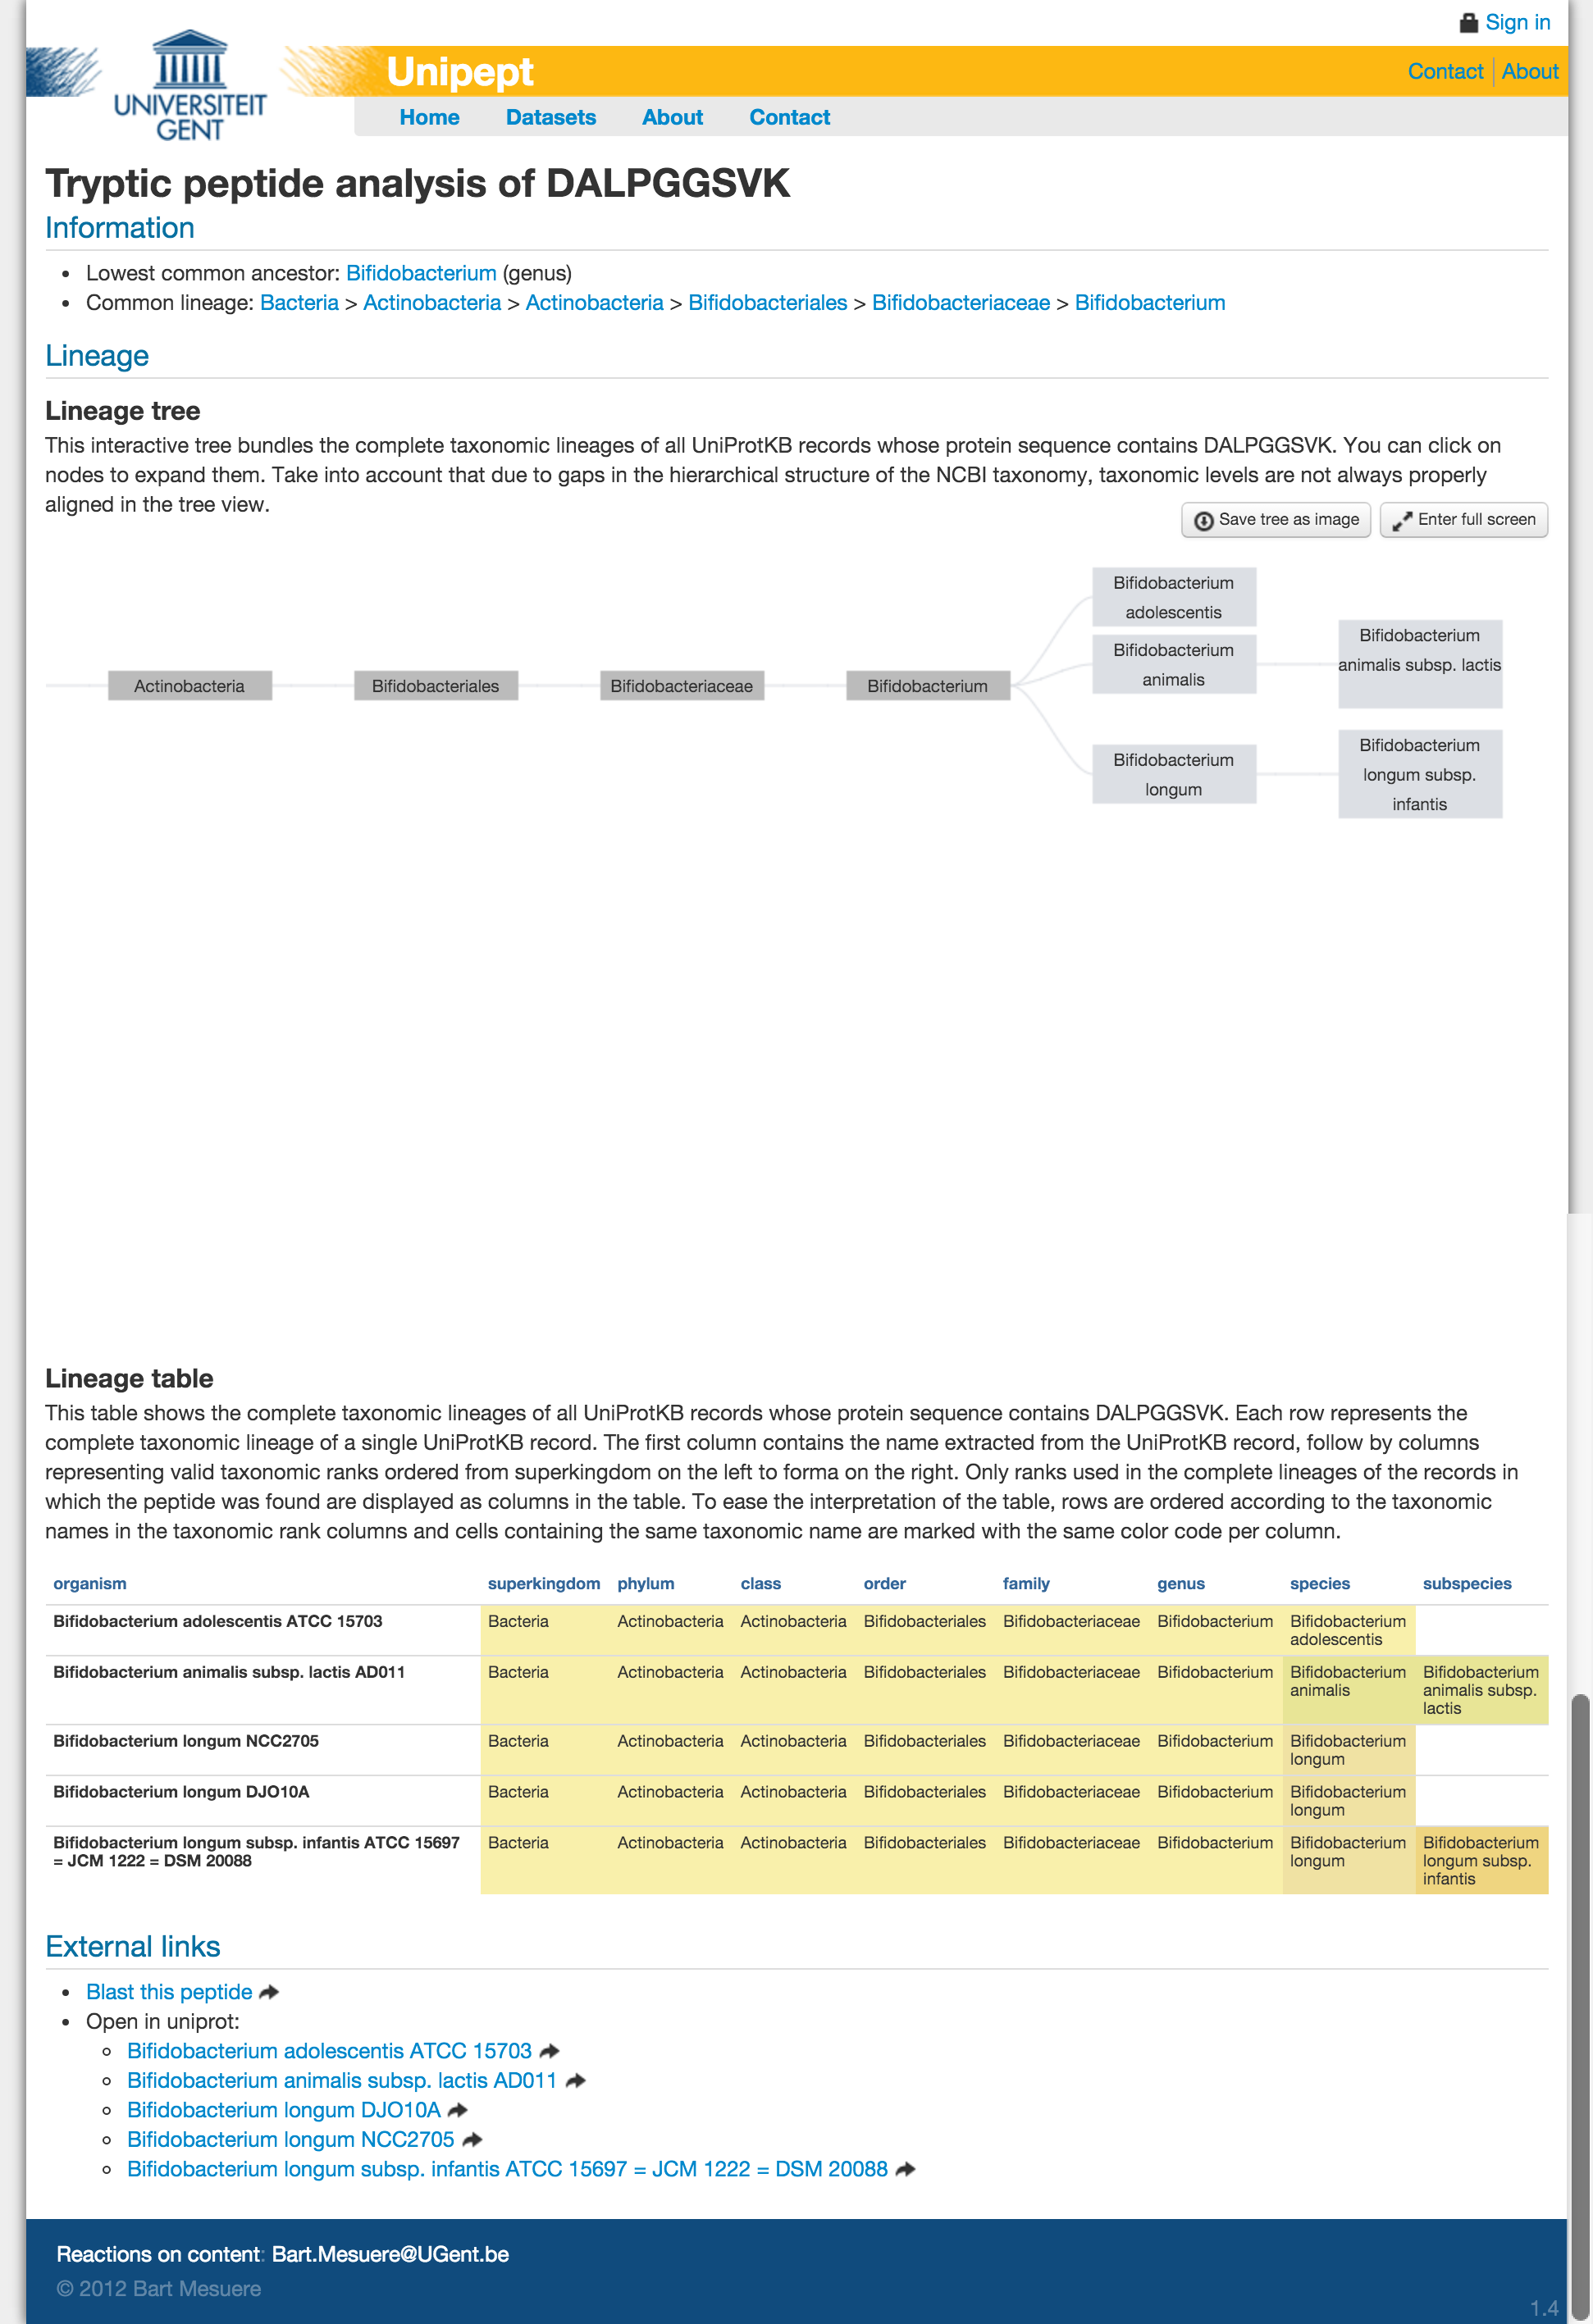 Sign in
UNIVERSITEIT
GENT
Unipept
Contact About
Home Datasets About Contact
Tryptic peptide analysis of DALPGGSVK
Information
• Lowest common ancestor: Bifidobacterium (genus)
• Common lineage: Bacteria > Actinobacteria > Actinobacteria > Bifidobacteriales > Bifidobacteriaceae > Bifidobacterium
Lineage
Lineage tree
This interactive tree bundles the complete taxonomic lineages of all UniProtKB records whose protein sequence contains DALPGGSVK. You can click on
nodes to expand them. Take into account that due to gaps in the hierarchical structure of the NCBI taxonomy, taxonomic levels are not always properly
aligned in the tree view.
Save tree as image Enter full screen
Actinobacteria
Bifidobacteriales
Bifidobacteriaceae
Bifidobacterium
Bifidobacterium
adolescentis
Bifidobacterium
animalis
Bifidobacterium
animalis subsp. lactis
Bifidobacterium
longum
Bifidobacterium
longum subsp.
infantis
Lineage table
This table shows the complete taxonomic lineages of all UniProtKB records whose protein sequence contains DALPGGSVK. Each row represents the
complete taxonomic lineage of a single UniProtKB record. The first column contains the name extracted from the UniProtKB record, follow by columns
representing valid taxonomic ranks ordered from superkingdom on the left to forma on the right. Only ranks used in the complete lineages of the records in
which the peptide was found are displayed as columns in the table. To ease the interpretation of the table, rows are ordered according to the taxonomic
names in the taxonomic rank columns and cells containing the same taxonomic name are marked with the same color code per column.
organism superkingdom phylum class order family genus species subspecies
Bifidobacterium adolescentis ATCC 15703 Bacteria Actinobacteria Actinobacteria Bifidobacteriales Bifidobacteriaceae Bifidobacterium Bifidobacterium
adolescentis
Bifidobacterium animalis subsp. lactis AD011 Bacteria Actinobacteria Actinobacteria Bifidobacteriales Bifidobacteriaceae Bifidobacterium Bifidobacterium Bifidobacterium
animalis animalis subsp.
lactis
Bifidobacterium longum NCC2705 Bacteria Actinobacteria Actinobacteria Bifidobacteriales Bifidobacteriaceae Bifidobacterium Bifidobacterium
longum
Bifidobacterium longum DJO10A Bacteria Actinobacteria Actinobacteria Bifidobacteriales Bifidobacteriaceae Bifidobacterium Bifidobacterium
longum
Bifidobacterium longum subsp. infantis ATCC 15697 Bacteria Actinobacteria Actinobacteria Bifidobacteriales Bifidobacteriaceae Bifidobacterium Bifidobacterium Bifidobacterium
= JCM 1222 = DSM 20088 longum longum subsp.
infantis
External links
• Blast this peptide
• Open in uniprot:
Bifidobacterium adolescentis ATCC 15703
Bifidobacterium animalis subsp. lactis AD011
Bifidobacterium longum DJO10A
Bifidobacterium longum NCC2705
Bifidobacterium longum subsp. infantis ATCC 15697 = JCM 1222 = DSM 20088
Reactions on content: Bart.Mesuere@UGent.be
© 2012 Bart Mesuere
1.4